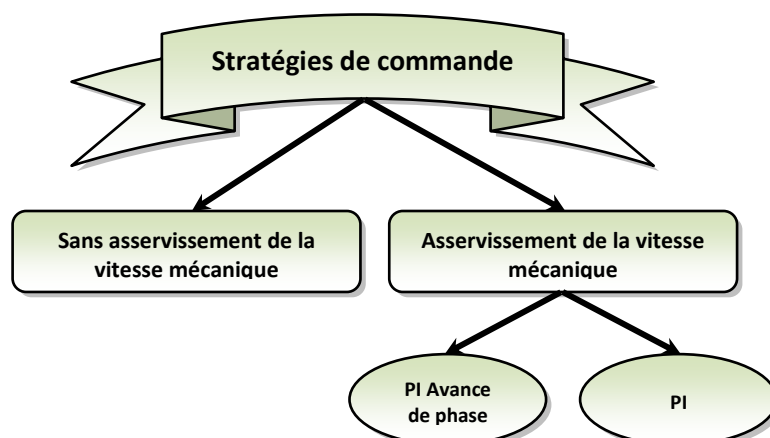 Stratégies de commande
Sans asservissement de la
vitesse mécanique
Asservissement de la vitesse
mécanique
PI Avance
de phase
PI